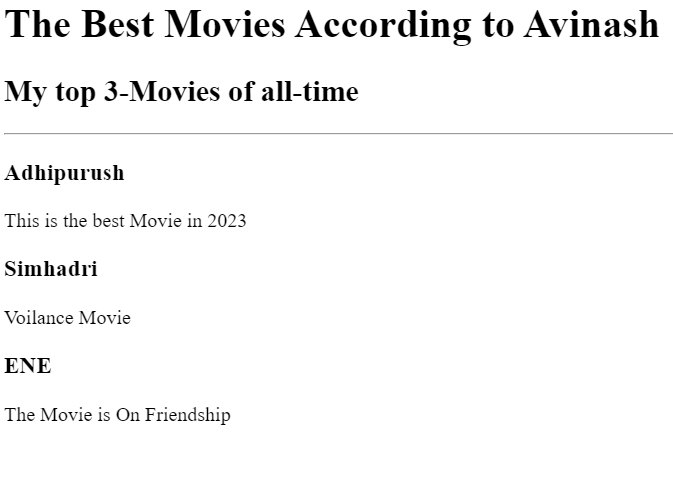 The Best Movies According to Avinash
My top 3-Movies of all-time
Adhipurush
This is the best Movie in 2023
Simhadri
Voilance Movie
ENE
The Movie is On Friendship